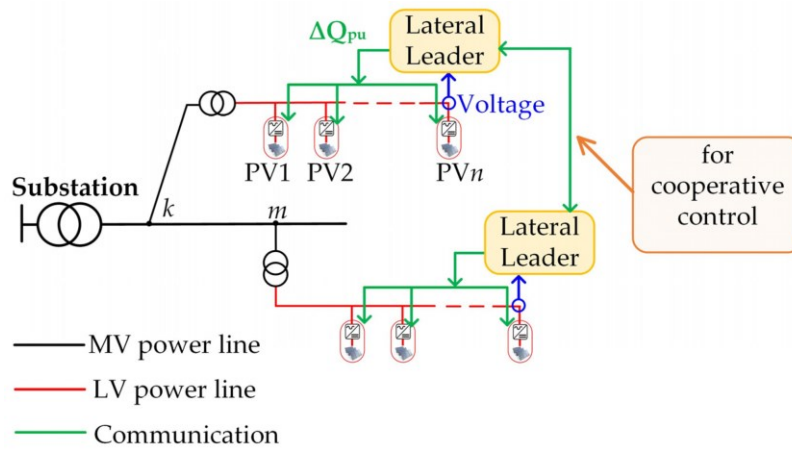 ΔQpu
Lateral
Leader
Voltage
PV1
PV2
PVn
for
cooperative
control
Substation
k
m
Lateral
Leader
MV power line
LV power line
Communication